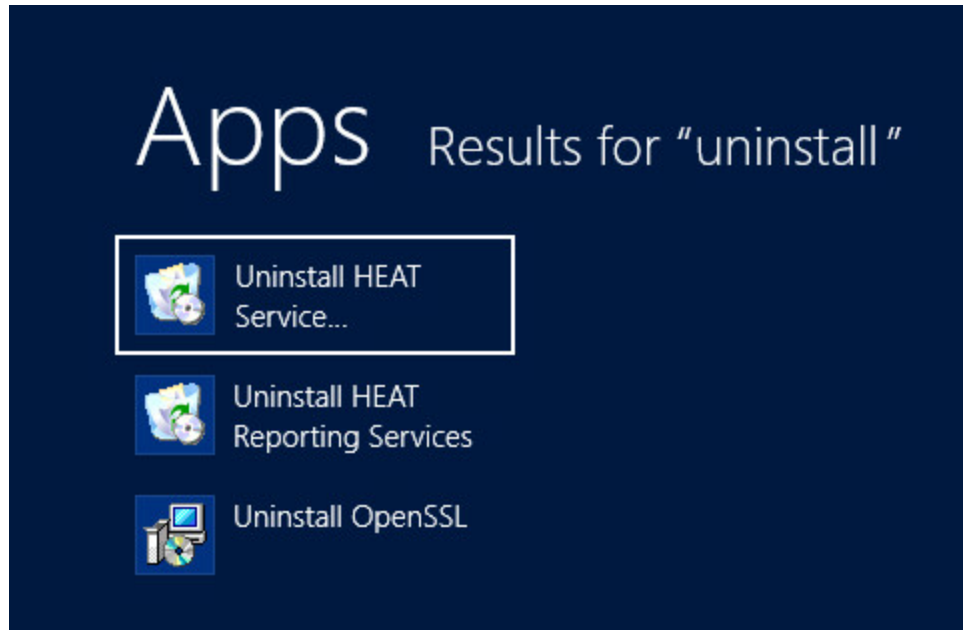 Apps Results for “uninstall”
Uninstall HEAT
Service...
Uninstall HEAT
Reporting Services
Uninstall OpenSSL